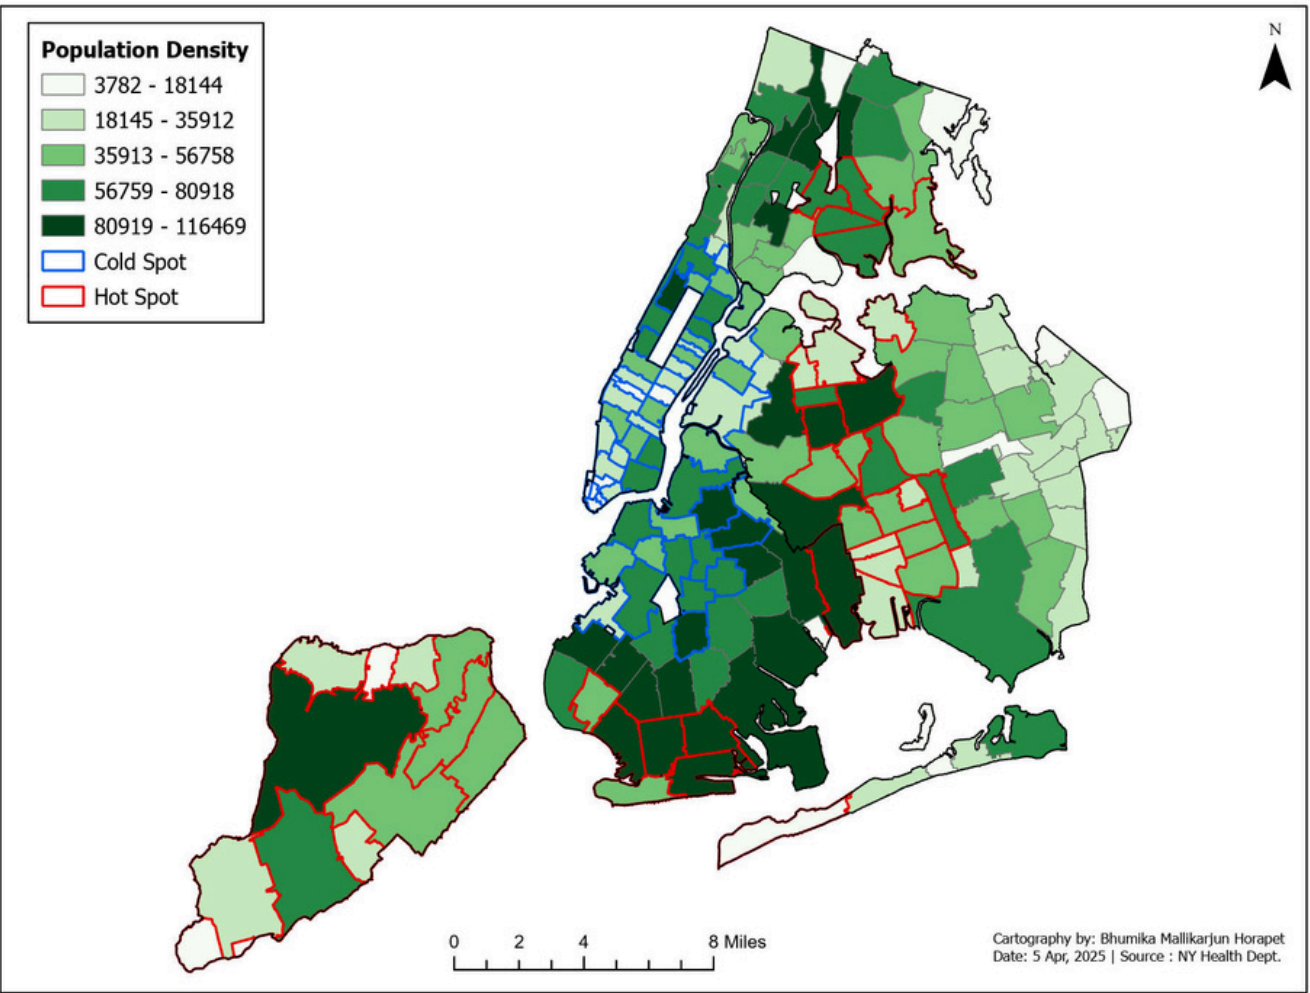 N
Population Density
3782 - 18144
18145 - 35912
35913 - 56758
56759 - 80918
80919 - 116469
Cold Spot
Hot Spot
0 2 4 8 Miles
Cartography by: Bhumika Mallikarjun Horapet
Date: 5 Apr, 2025 | Source : NY Health Dept.